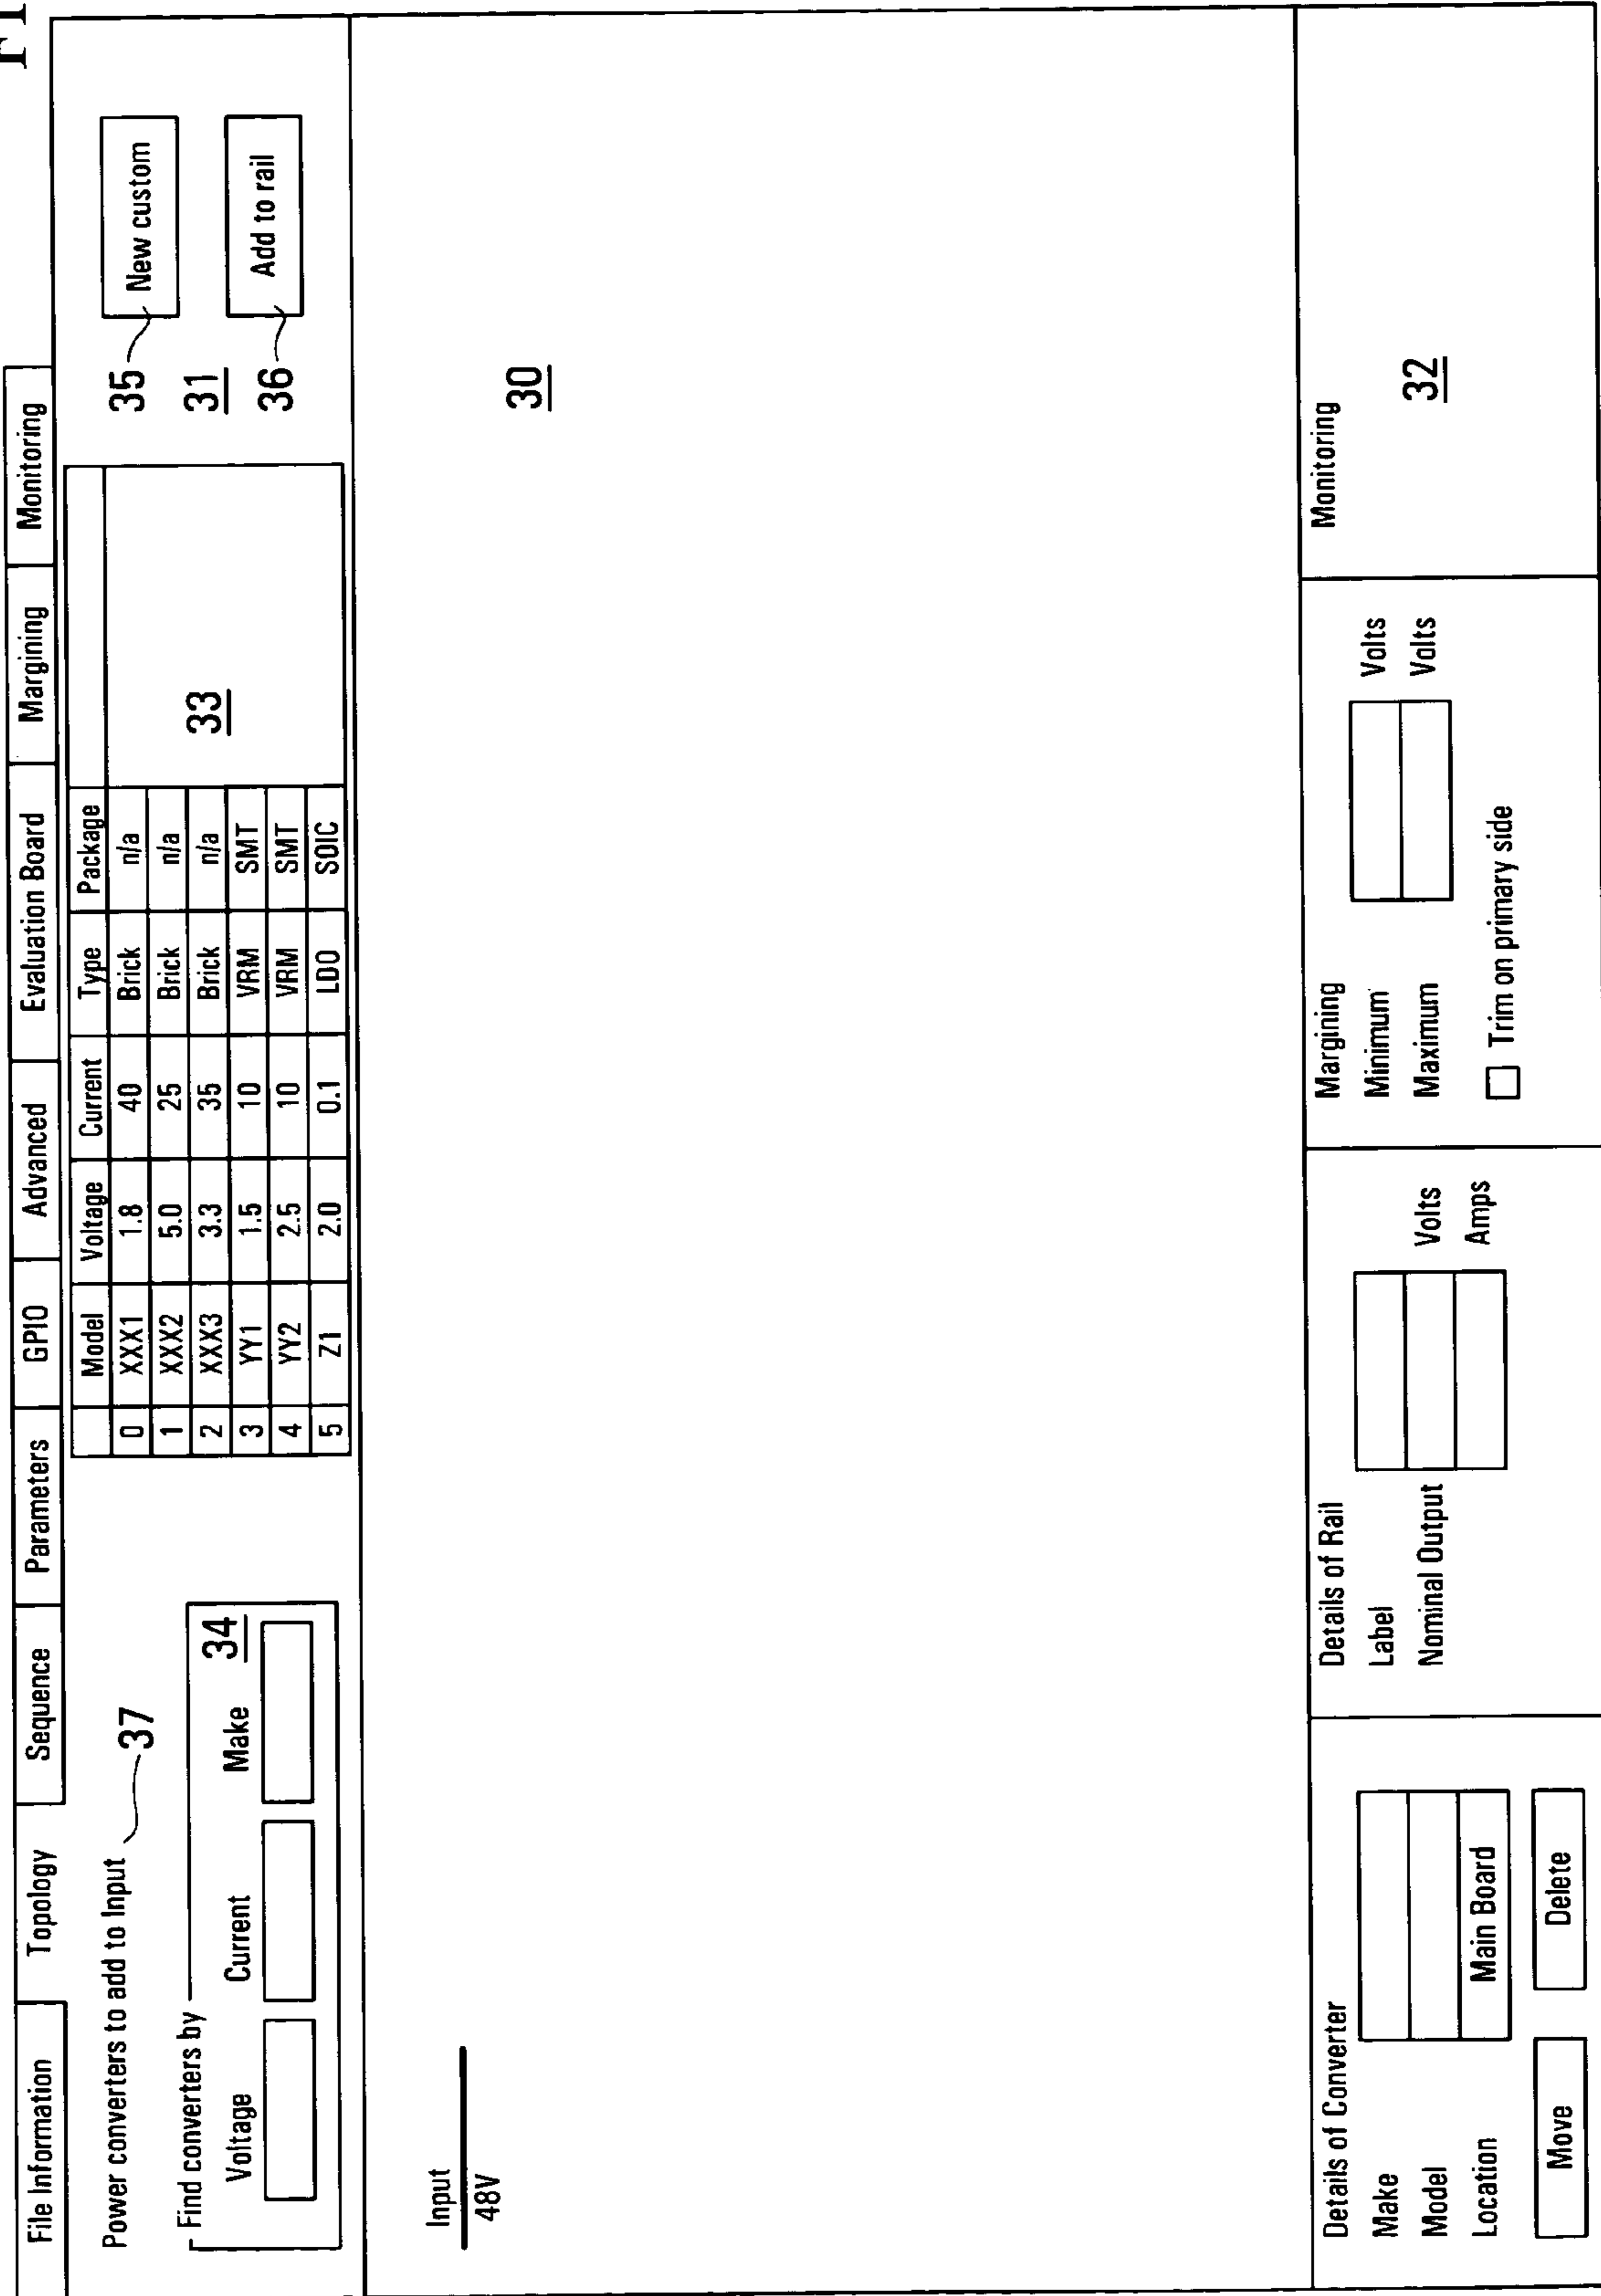 File Information Topology Sequence Parameters GPIO Advanced Evaluation Board Margining Monitoring
Power converters to add to Input 37
Find converters by
34
Voltage Current Make
Model Voltage Current Type Package
0 XXX1 1.8 40 Brick n/a
1 XXX2 5.0 25 Brick n/a
2 XXX3 3.3 35 Brick n/a
3 YY1 1.5 10 VRM SMT
4 YY2 2.5 10 VRM SMT
5 Z1 2.0 0.1 LDO SOIC
33
35 New custom
31
36 Add to rail
Input
48V
30
Details of Converter
Make
Model
Location Main Board
Move Delete
Details of Rail
Label
Nominal Output Volts
Amps
Margining
Minimum Volts
Maximum Volts
Trim on primary side
Monitoring
32